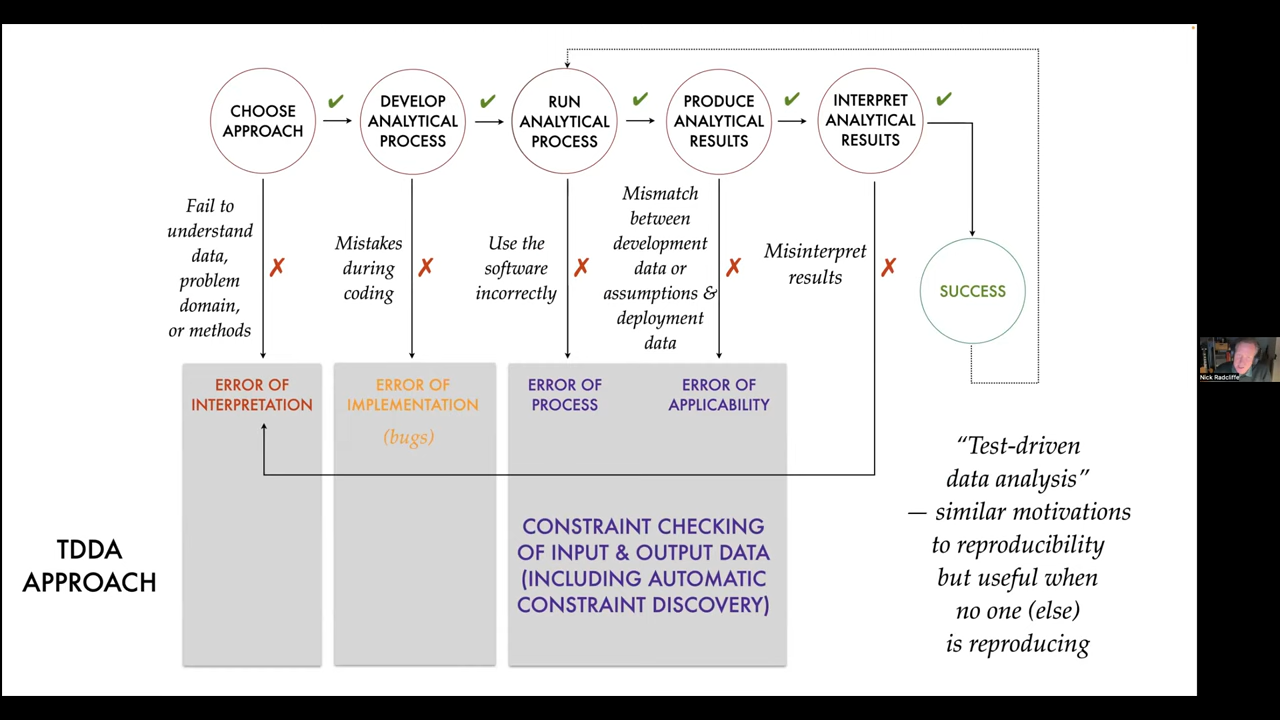 CHOOSE
APPROACH
✔
DEVELOP
ANALYTICAL
PROCESS
✔
RUN
ANALYTICAL
PROCESS
✔
PRODUCE
ANALYTICAL
RESULTS
✔
INTERPRET
ANALYTICAL
RESULTS
✔
Fail to
understand
data,
problem
domain,
or methods
✗
Mistakes
during
coding
✗
Use the
software
incorrectly
✗
Mismatch
between
development
data or
assumptions &
deployment
data
✗
Misinterpret
results
✗
SUCCESS
ERROR OF
INTERPRETATION
ERROR OF
IMPLEMENTATION
(bugs)
ERROR OF
PROCESS
ERROR OF
APPLICABILITY
CONSTRAINT CHECKING
OF INPUT & OUTPUT DATA
(INCLUDING AUTOMATIC
CONSTRAINT DISCOVERY)
TDDA
APPROACH
“Test-driven
data analysis”
— similar motivations
to reproducibility
but useful when
no one (else)
is reproducing
Nick Radcliffe